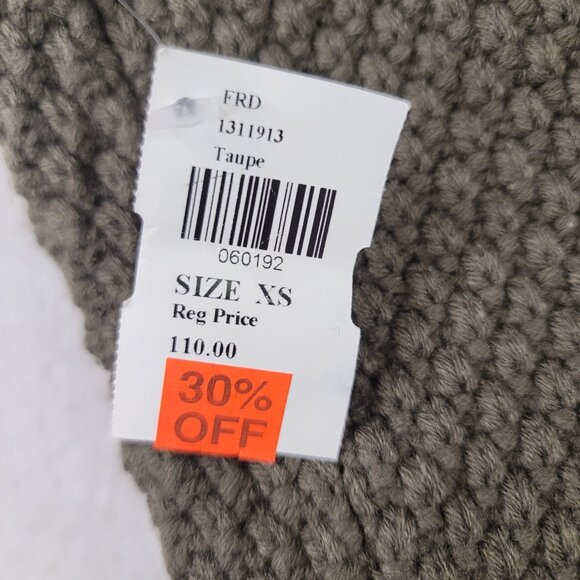 FRD
1311913
Taupe
060192
SIZE XS
Reg Price
110.00
30%
OFF